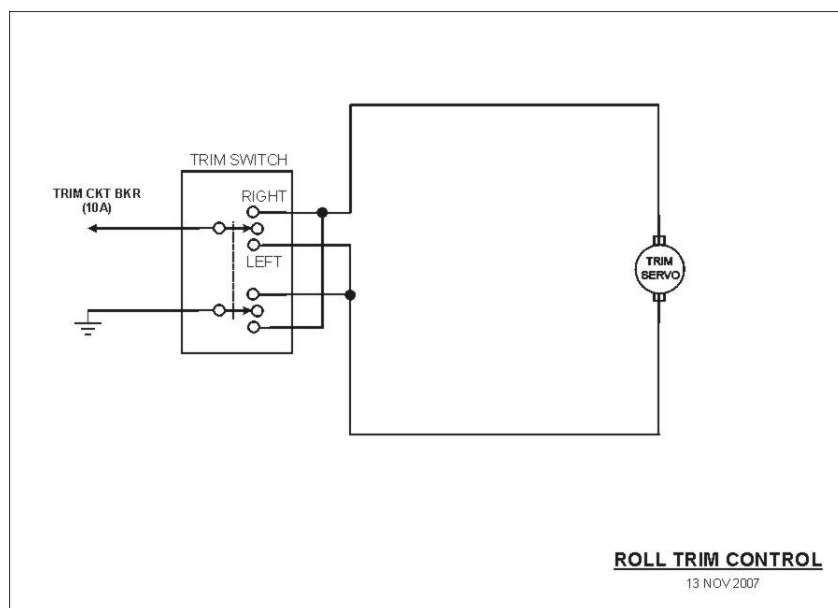 TRIM SWITCH
TRIM CKT BKR
(10A)
RIGHT
LEFT
TRIM
SERVO
ROLL TRIM CONTROL
13 NOV 2007